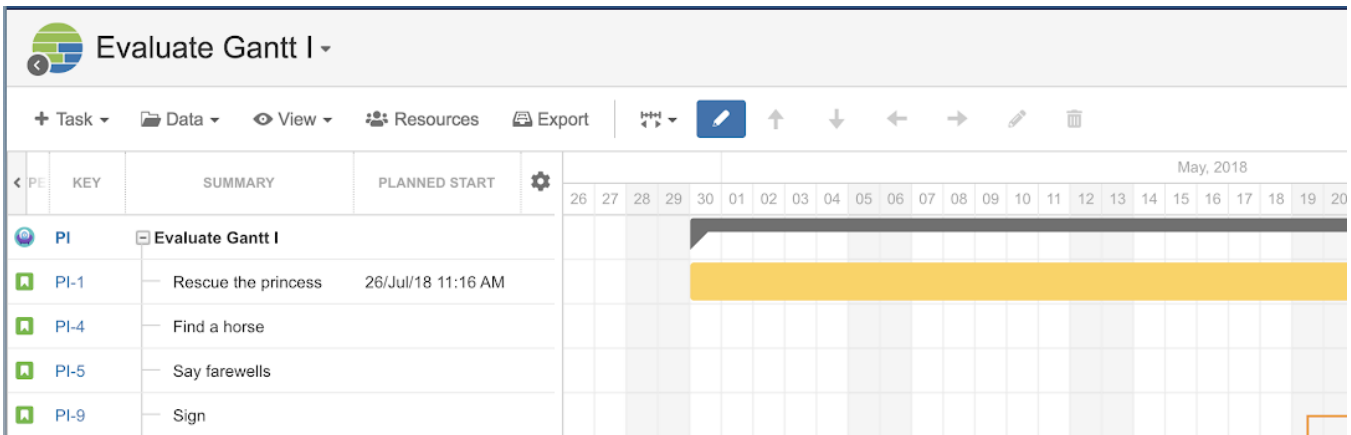 Evaluate Gantt I
Task Data View Resources Export
PE KEY SUMMARY PLANNED START May, 2018
26 27 28 29 30 01 02 03 04 05 06 07 08 09 10 11 12 13 14 15 16 17 18 19 20
PI Evaluate Gantt I
PI-1 Rescue the princess 26/Jul/18 11:16 AM
PI-4 Find a horse
PI-5 Say farewells
PI-9 Sign